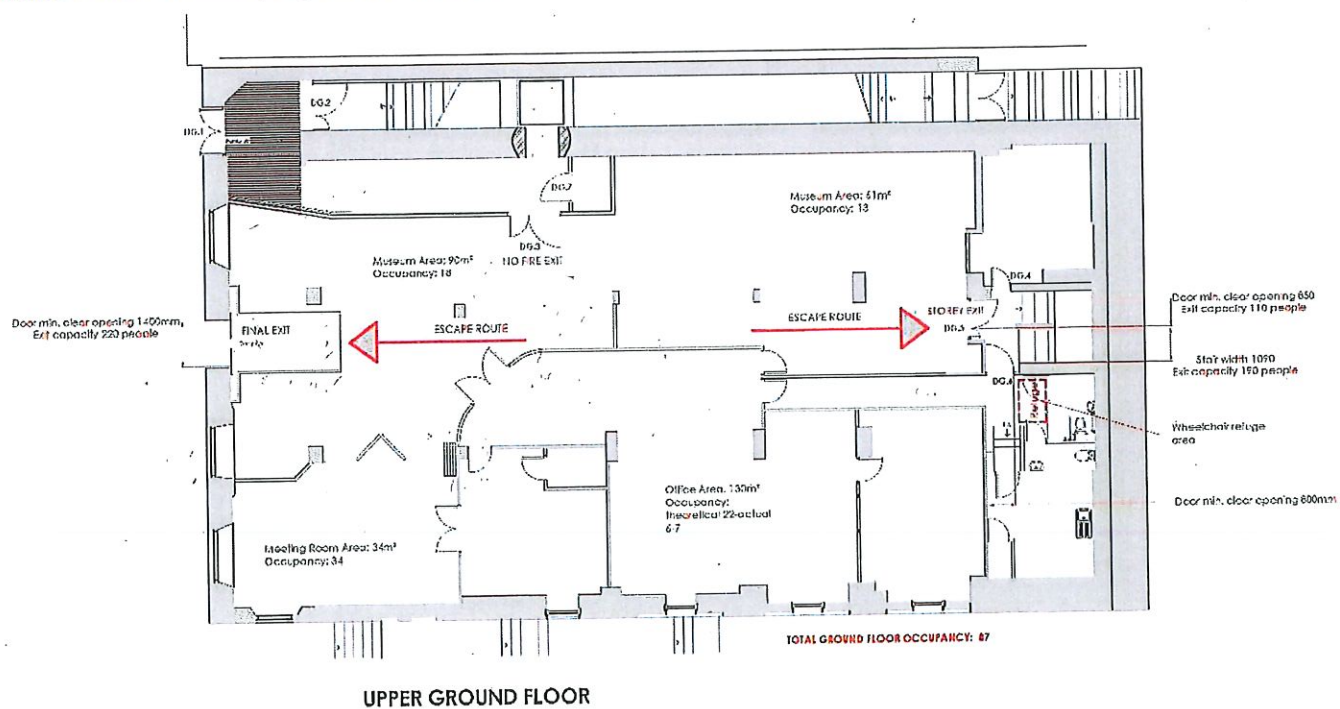 DG.2
DG.1
DG.7
Museum Area: 61m²
Occupancy: 13
DG.3
NO FIRE EXIT
Museum Area: 90m²
Occupancy: 18
DG.4
Door min. clear opening 850
Exit capacity 110 people
Door min. clear opening 1400mm,
Exit capacity 220 people
FINAL EXIT
ESCAPE ROUTE
ESCAPE ROUTE
STOREY EXIT
DG.5
Stair width 1090
Exit capacity 190 people
DG.6
Wheelchair refuge
area
Office Area: 130m²
Occupancy:
theoretical 22-actual
6-7
Door min. clear opening 800mm
Meeting Room Area: 34m²
Occupancy: 34
TOTAL GROUND FLOOR OCCUPANCY: 87
UPPER GROUND FLOOR